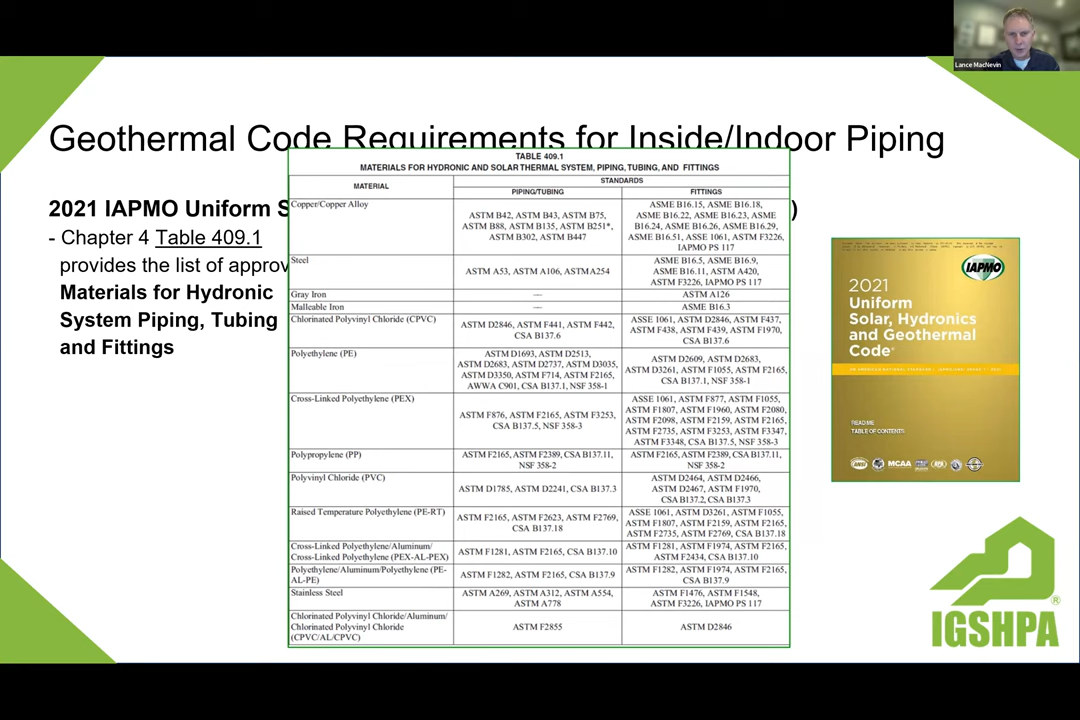 Lance MacNevin
Geothermal Code Requirements for Inside/Indoor Piping
2021 IAPMO Uniform S
)
- Chapter 4 Table 409.1
provides the list of approv
Materials for Hydronic
System Piping, Tubing
and Fittings
TABLE 409.1
MATERIALS FOR HYDRONIC AND SOLAR THERMAL SYSTEM, PIPING, TUBING, AND FITTINGS
MATERIAL
STANDARDS
PIPING/TUBING
FITTINGS
Copper/Copper Alloy
ASTM B42, ASTM B43, ASTM B75,
ASTM B88, ASTM B135, ASTM B251*,
ASTM B302, ASTM B447
ASME B16.15, ASME B16.18,
ASME B16.22, ASME B16.23, ASME
B16.24, ASME B16.26, ASME B16.29,
ASME B16.51, ASSE 1061, ASTM F3226,
IAPMO PS 117
Steel
ASTM A53, ASTM A106, ASTM A254
ASME B16.5, ASME B16.9,
ASME B16.11, ASTM A420,
ASTM F3226, IAPMO PS 117
Gray Iron
—
ASTM A126
Malleable Iron
—
ASME B16.3
Chlorinated Polyvinyl Chloride (CPVC)
ASTM D2846, ASTM F441, ASTM F442,
CSA B137.6
ASSE 1061, ASTM D2846, ASTM F437,
ASTM F438, ASTM F439, ASTM F1970,
CSA B137.6
Polyethylene (PE)
ASTM D1693, ASTM D2513,
ASTM D2683, ASTM D2737, ASTM D3035,
ASTM D3350, ASTM F714, ASTM F2165,
AWWA C901, CSA B137.1, NSF 358-1
ASTM D2609, ASTM D2683,
ASTM D3261, ASTM F1055, ASTM F2165,
CSA B137.1, NSF 358-1
Cross-Linked Polyethylene (PEX)
ASTM F876, ASTM F2165, ASTM F3253,
CSA B137.5, NSF 358-3
ASSE 1061, ASTM F877, ASTM F1055,
ASTM F1807, ASTM F1960, ASTM F2080,
ASTM F2098, ASTM F2159, ASTM F2165,
ASTM F2735, ASTM F3253, ASTM F3347,
ASTM F3348, CSA B137.5, NSF 358-3
Polypropylene (PP)
ASTM F2165, ASTM F2389, CSA B137.11,
NSF 358-2
ASTM F2165, ASTM F2389, CSA B137.11,
NSF 358-2
Polyvinyl Chloride (PVC)
ASTM D1785, ASTM D2241, CSA B137.3
ASTM D2464, ASTM D2466,
ASTM D2467, ASTM F1970,
CSA B137.2, CSA B137.3
Raised Temperature Polyethylene (PE-RT)
ASTM F2165, ASTM F2623, ASTM F2769,
CSA B137.18
ASSE 1061, ASTM D3261, ASTM F1055,
ASTM F1807, ASTM F2159, ASTM F2165,
ASTM F2735, ASTM F2769, CSA B137.18
Cross-Linked Polyethylene/Aluminum/
Cross-Linked Polyethylene (PEX-AL-PEX)
ASTM F1281, ASTM F2165, CSA B137.10
ASTM F1281, ASTM F1974, ASTM F2165,
ASTM F2434, CSA B137.10
Polyethylene/Aluminum/Polyethylene (PE-
AL-PE)
ASTM F1282, ASTM F2165, CSA B137.9
ASTM F1282, ASTM F1974, ASTM F2165,
CSA B137.9
Stainless Steel
ASTM A269, ASTM A312, ASTM A554,
ASTM A778
ASTM F1476, ASTM F1548,
ASTM F3226, IAPMO PS 117
Chlorinated Polyvinyl Chloride/Aluminum/
Chlorinated Polyvinyl Chloride
(CPVC/AL/CPVC)
ASTM F2855
ASTM D2846
IAPMO
2021
Uniform
Solar, Hydronics
and Geothermal
Code
READ ME
TABLE OF CONTENTS
ANSI
MCAA
IGSHPA®